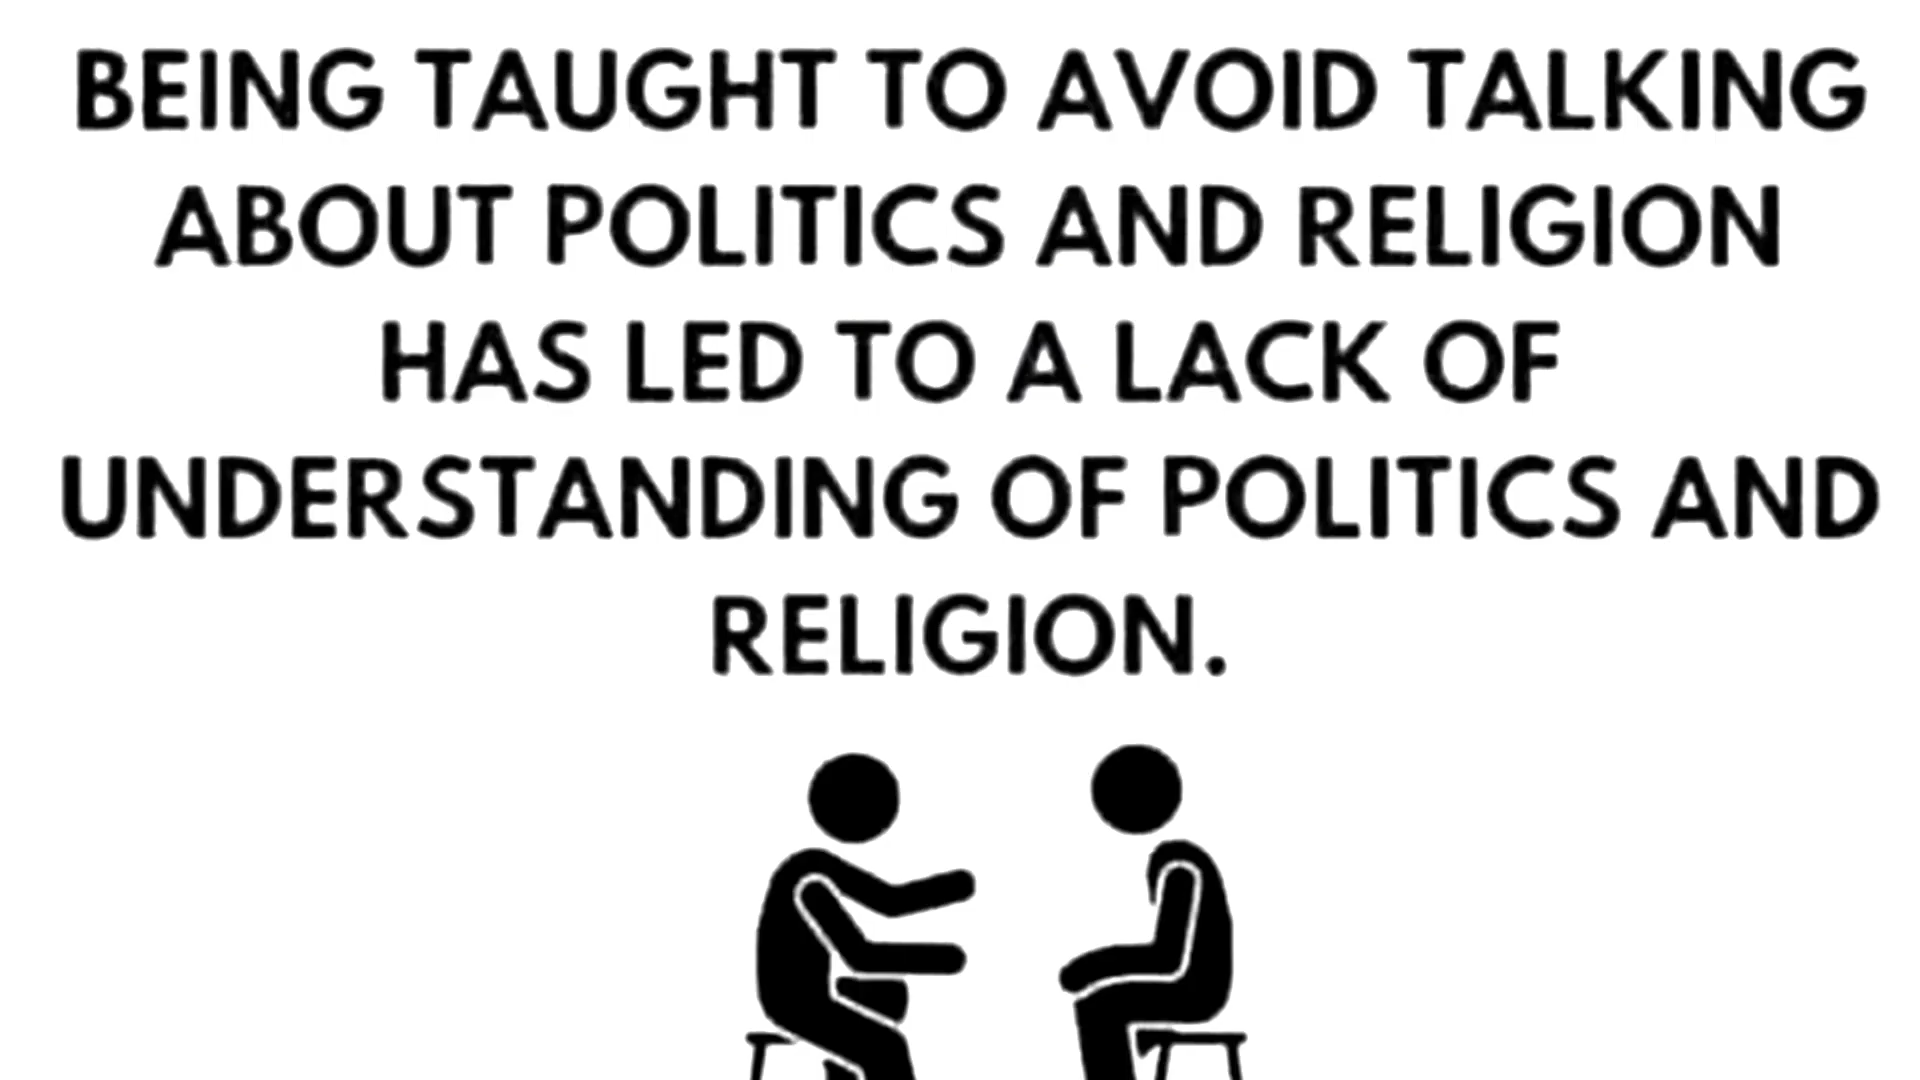 BEING TAUGHT TO AVOID TALKING
ABOUT POLITICS AND RELIGION
HAS LED TO A LACK OF
UNDERSTANDING OF POLITICS AND
RELIGION.